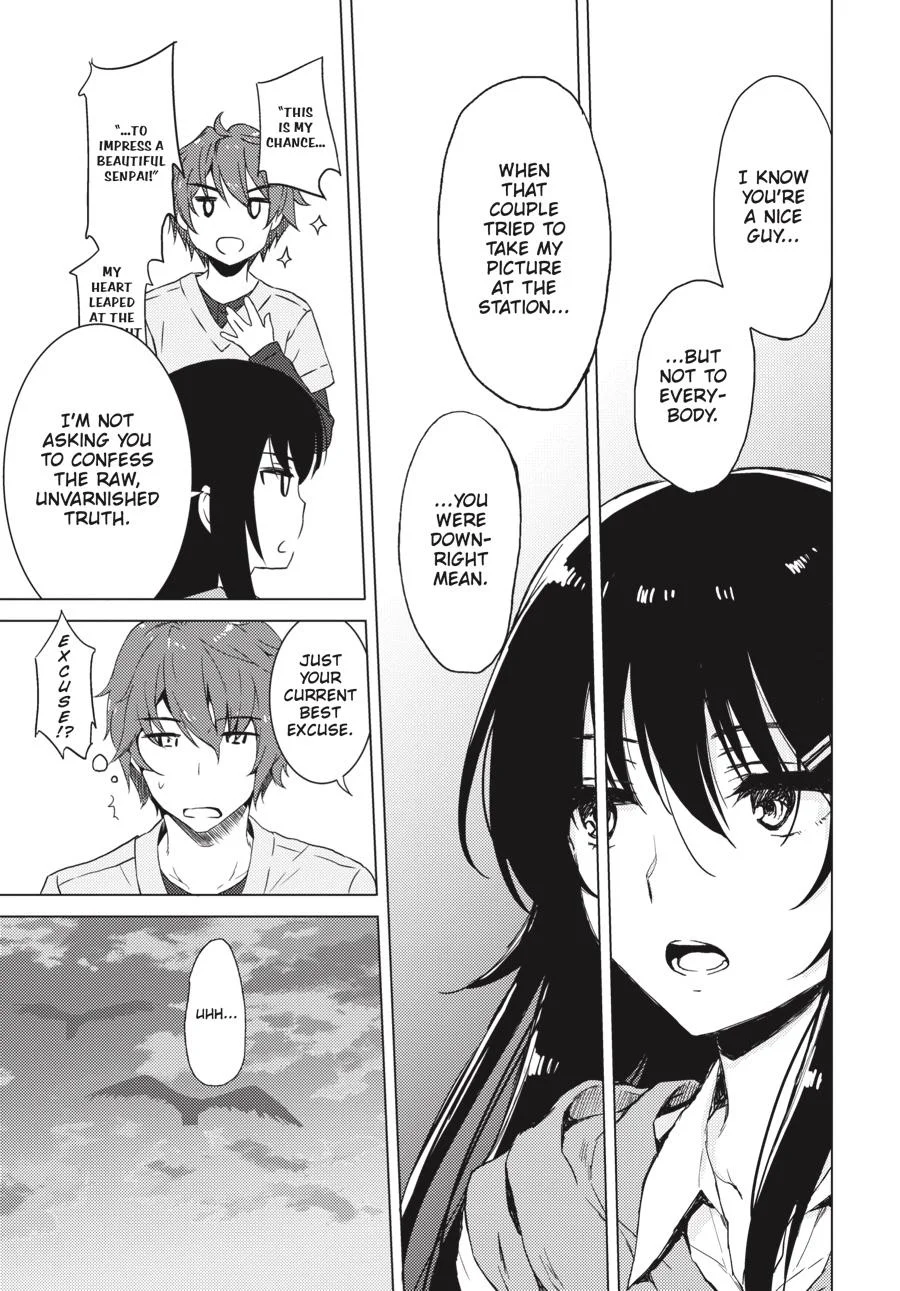 I KNOW
YOU'RE
A NICE
GUY...
...BUT
NOT TO
EVERY-
BODY.
WHEN
THAT
COUPLE
TRIED TO
TAKE MY
PICTURE
AT THE
STATION...
...YOU
WERE
DOWN-
RIGHT
MEAN.
"THIS
IS MY
CHANCE...
"...TO
IMPRESS A
BEAUTIFUL
SENPAI!"
MY
HEART
LEAPED
AT THE
I'M NOT
ASKING YOU
TO CONFESS
THE RAW,
UNVARNISHED
TRUTH.
JUST
YOUR
CURRENT
BEST
EXCUSE.
EXCUSE!?
UHH...